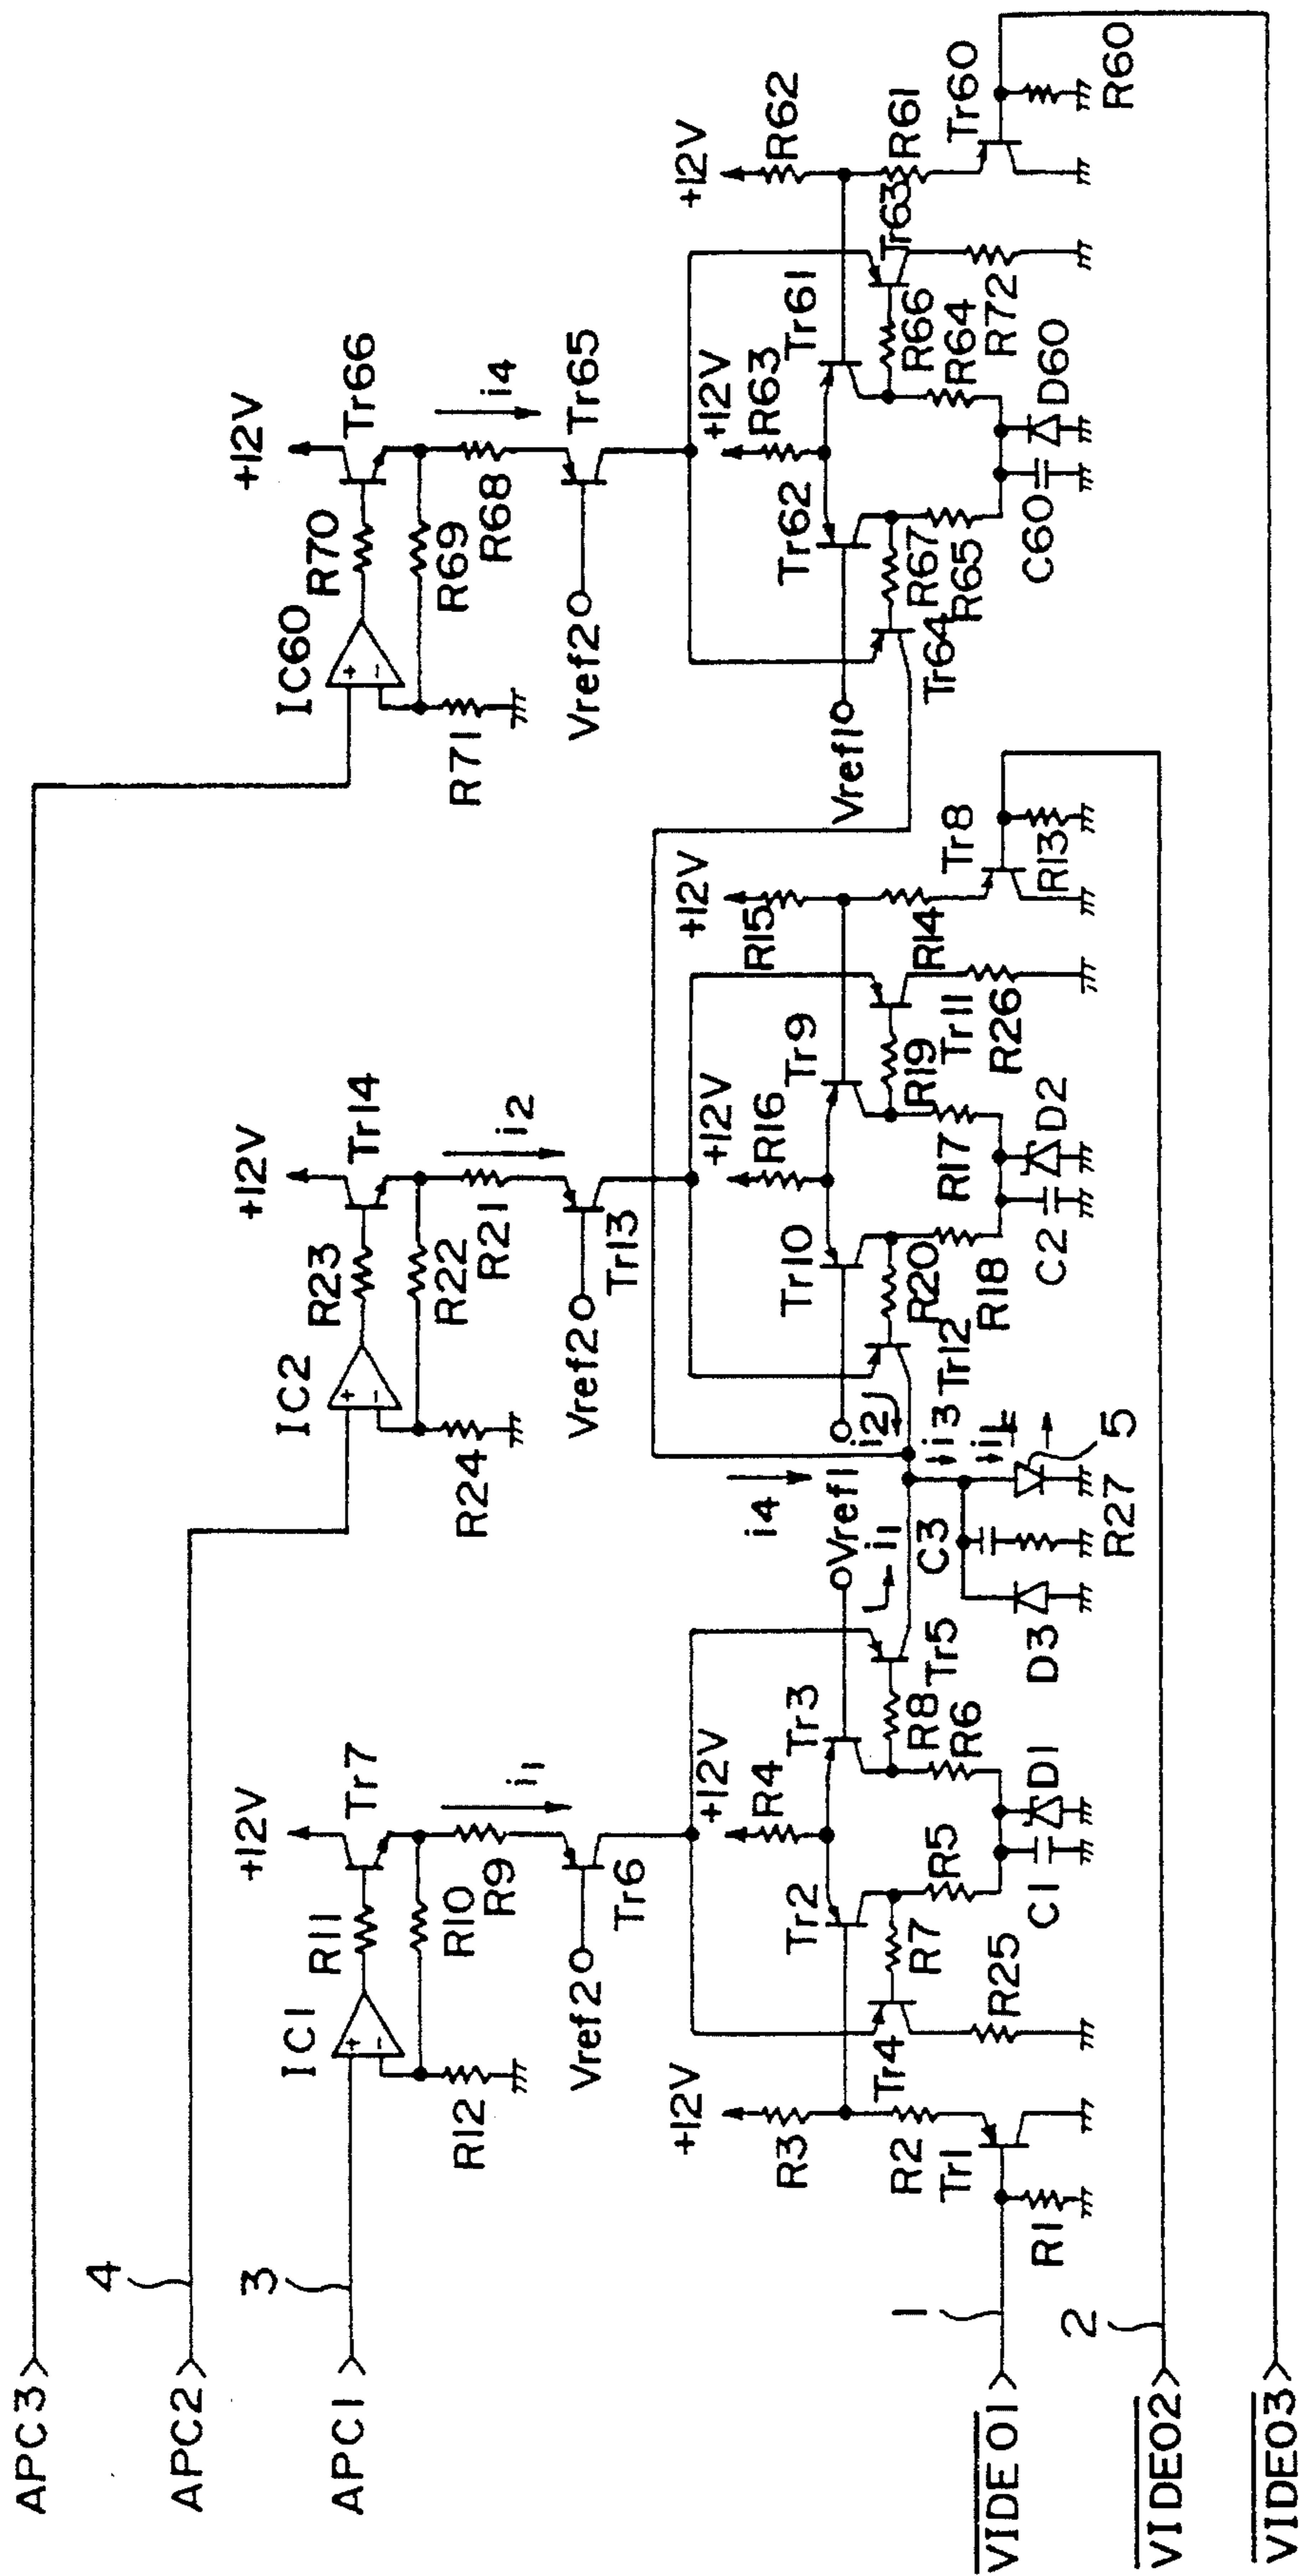 APC3
APC2
4
APC1
3
+12V
Tr7
IC1
R11
R10
R9
i1
R12
Vref2
Tr6
+12V
Tr14
IC2
R23
R22
R21
i2
R24
Vref2
Tr13
+12V
Tr66
IC60
R70
R69
R68
i4
R71
Vref2
Tr65
+12V
R3
R2
Tr1
R1
Tr4
R25
Tr2
+12V
R4
Tr3
R7
R5
R8
R6
C1
D1
Tr5
Vref1
i1
i4
i2
i3
i1
C3
D3
R27
5
Tr12
Tr10
+12V
R16
Tr9
R20
R18
R19
R17
C2
D2
Tr11
R26
+12V
R15
R14
Tr8
R13
Vref1
Tr64
Tr62
+12V
R63
Tr61
R67
R65
R66
R64
C60
D60
Tr63
R72
+12V
R62
R61
Tr60
R60
VIDEO1
1
VIDEO2
2
VIDEO3